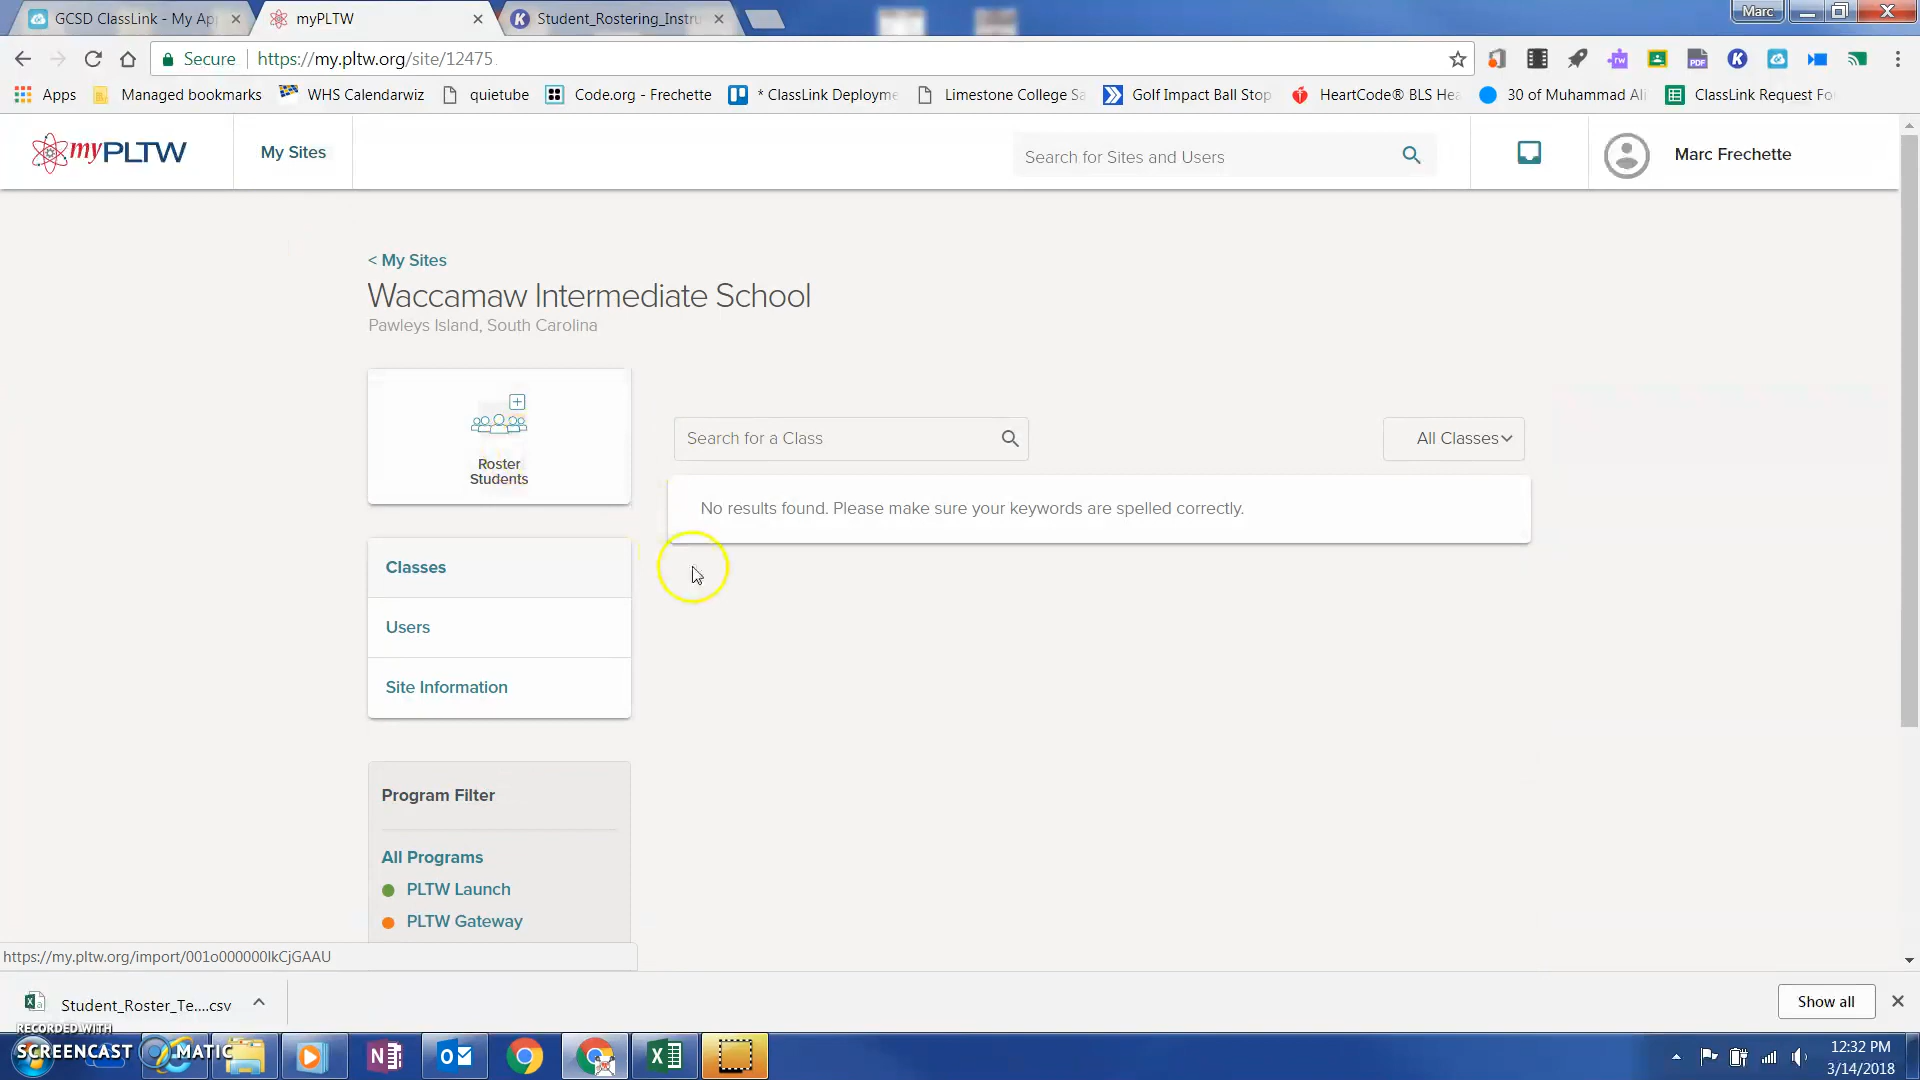 GCSD ClassLink - My Ap
myPLTW
Student_Rostering_Instru
Marc
Secure
https://my.pltw.org/site/12475
Apps
Managed bookmarks
WHS Calendarwiz
quietube
Code.org - Frechette
* ClassLink Deployme
Limestone College Sa
Golf Impact Ball Stop
HeartCode® BLS Hea
30 of Muhammad Ali
ClassLink Request Fo
myPLTW
My Sites
Search for Sites and Users
Marc Frechette
< My Sites
Waccamaw Intermediate School
Pawleys Island, South Carolina
Roster
Students
Search for a Class
All Classes
No results found. Please make sure your keywords are spelled correctly.
Classes
Users
Site Information
Program Filter
All Programs
PLTW Launch
PLTW Gateway
https://my.pltw.org/import/001o000000IkCjGAAU
Student_Roster_Te....csv
Show all
RECORDED WITH
SCREENCAST MATIC
12:32 PM
3/14/2018